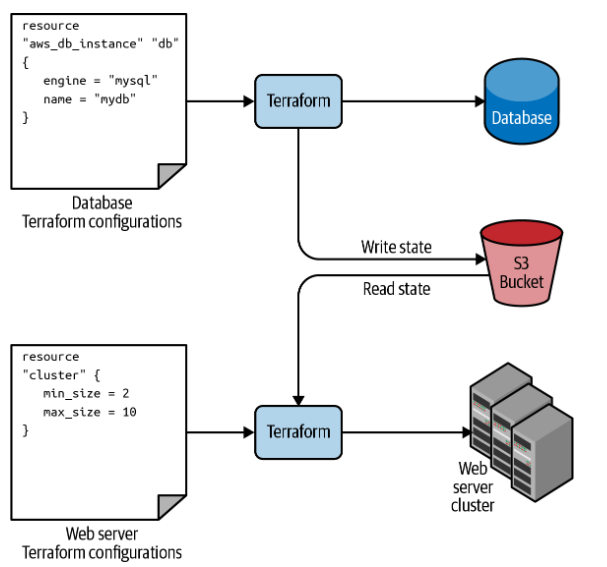 resource
"aws_db_instance" "db"
{
engine = "mysql"
name = "mydb"
}
Database
Terraform configurations
Terraform
Database
Write state
Read state
S3
Bucket
resource
"cluster" {
min_size = 2
max_size = 10
}
Web server
Terraform configurations
Terraform
Web
server
cluster